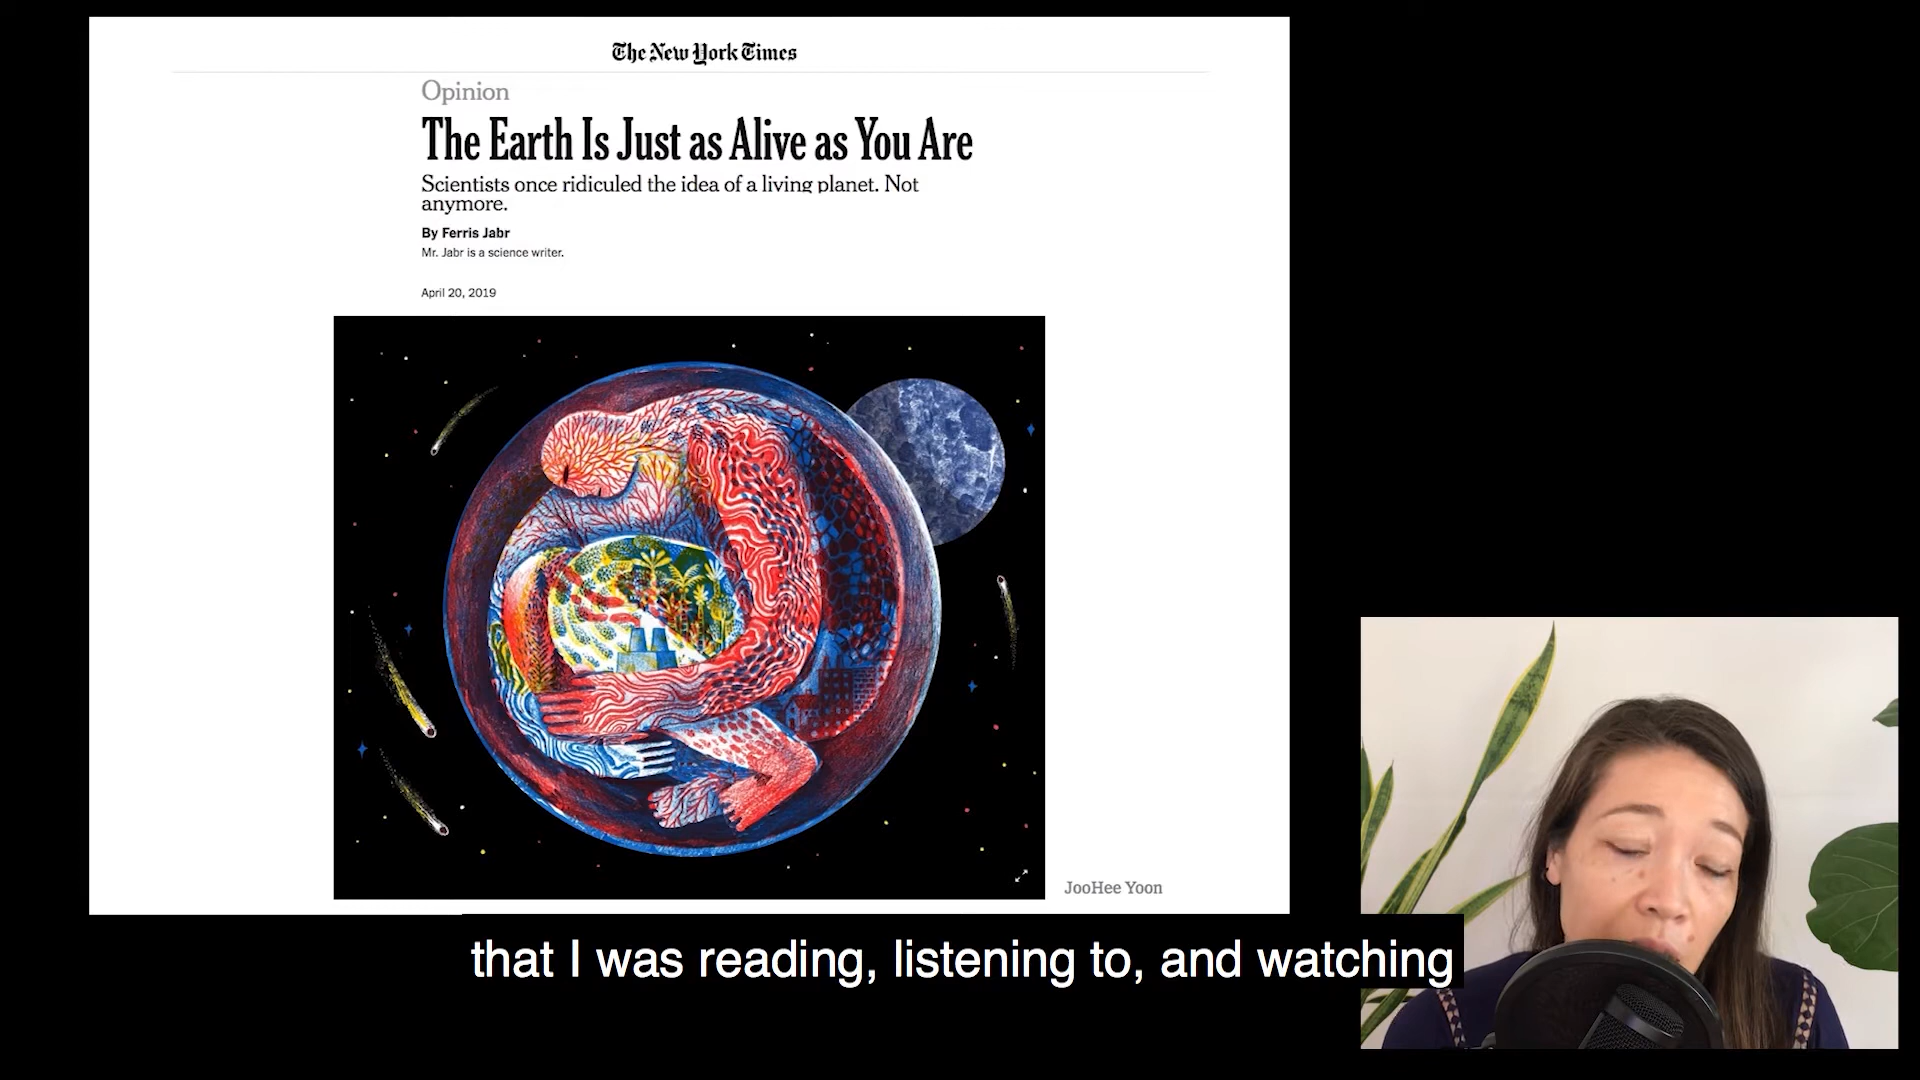 The New York Times
Opinion
The Earth Is Just as Alive as You Are
Scientists once ridiculed the idea of a living planet. Not
anymore.
By Ferris Jabr
Mr. Jabr is a science writer.
April 20, 2019
JooHee Yoon
that I was reading, listening to, and watching